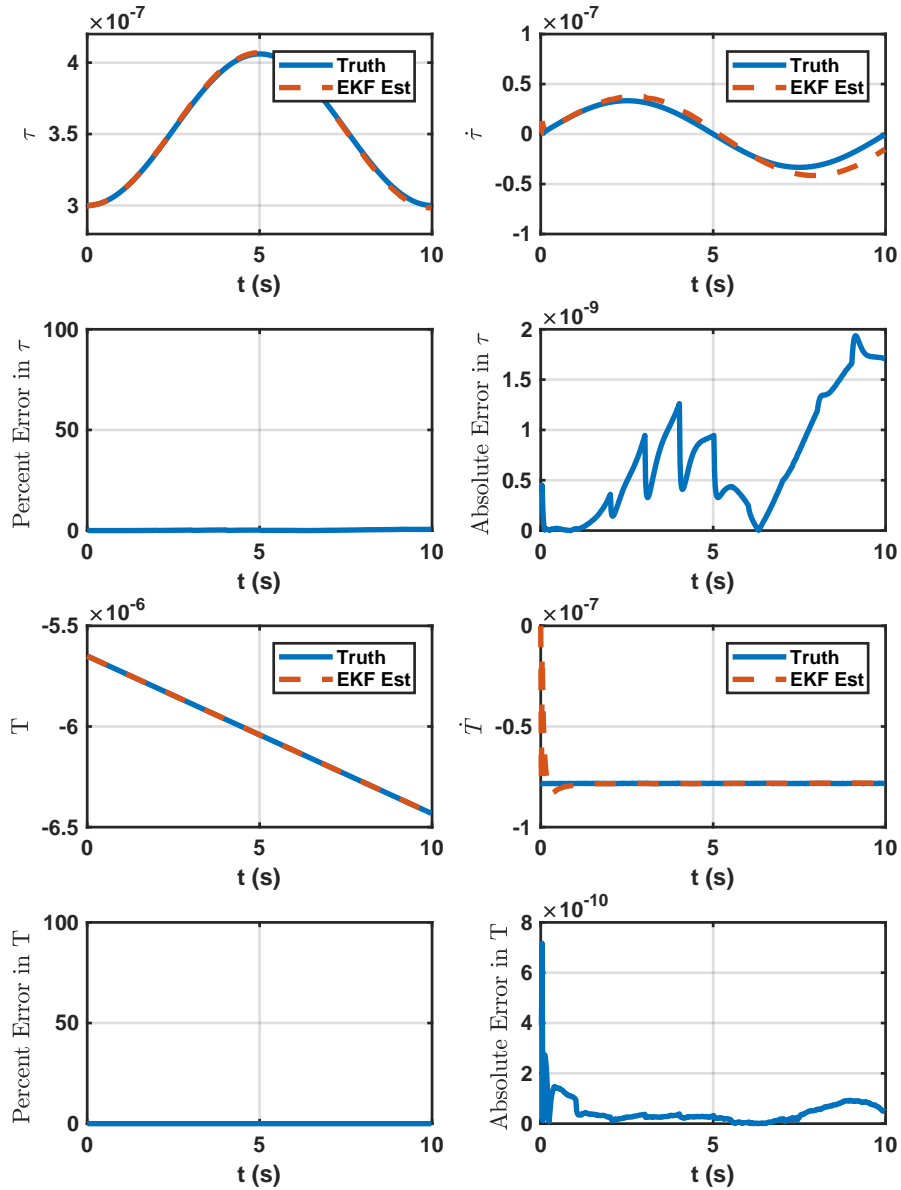 ×10-7
4
3.5
3
τ
Truth
EKF Est
0
5
10
t (s)
×10-7
1
0.5
0
-0.5
-1
τ̇
Truth
EKF Est
0
5
10
t (s)
100
50
0
Percent Error in τ
0
5
10
t (s)
×10-9
2
1.5
1
0.5
0
Absolute Error in τ
0
5
10
t (s)
×10-6
-5.5
-6
-6.5
T
Truth
EKF Est
0
5
10
t (s)
×10-7
0
-0.5
-1
Ṫ
Truth
EKF Est
0
5
10
t (s)
100
50
0
Percent Error in T
0
5
10
t (s)
×10-10
8
6
4
2
0
Absolute Error in T
0
5
10
t (s)